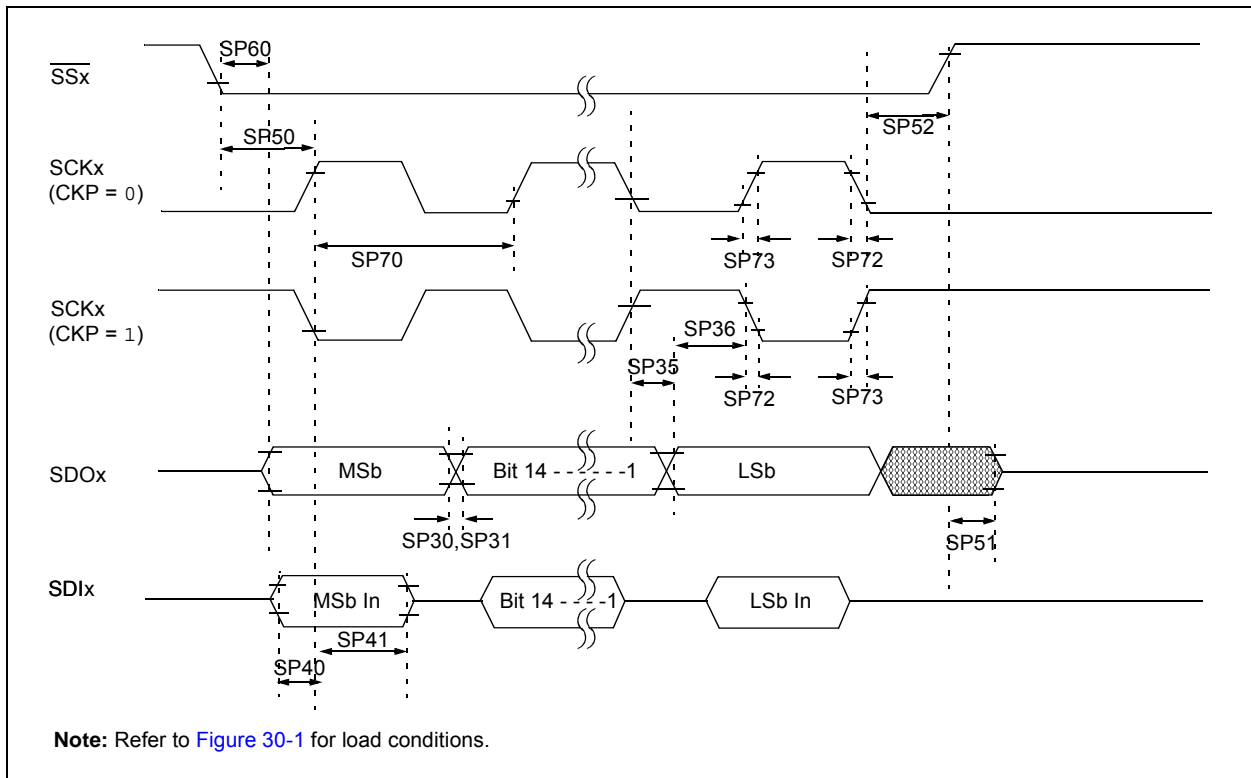 SP60
SSx
SP50
SP52
SCKx
(CKP = 0)
SP70
SP73
SP72
SCKx
(CKP = 1)
SP36
SP35
SP72
SP73
SDOx
MSb
Bit 14 - - - - - -1
LSb
SP30,SP31
SP51
SDIx
MSb In
Bit 14 - - - -1
LSb In
SP41
SP40
Note: Refer to Figure 30-1 for load conditions.